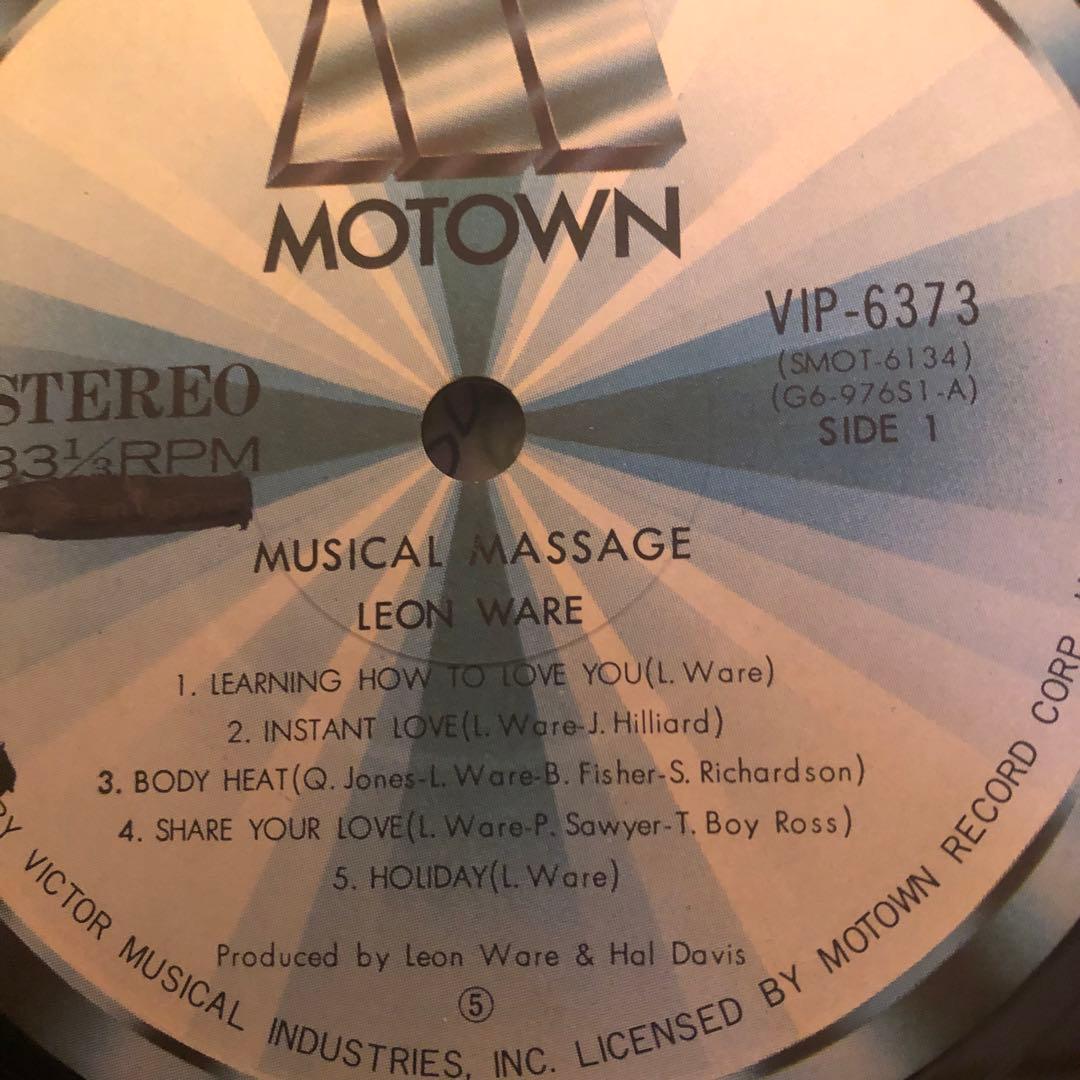 MOTOWN
VIP-6373
(SMOT-6134)
(G6-976S1-A)
SIDE 1
STEREO
33⅓RPM
MUSICAL MASSAGE
LEON WARE
1. LEARNING HOW TO LOVE YOU(L. Ware)
2. INSTANT LOVE(L. Ware-J. Hilliard)
3. BODY HEAT(Q. Jones-L. Ware-B. Fisher-S. Richardson)
4. SHARE YOUR LOVE(L. Ware-P. Sawyer-T. Boy Ross)
5. HOLIDAY(L. Ware)
Produced by Leon Ware & Hal Davis
⑤
VICTOR MUSICAL INDUSTRIES, INC. LICENSED BY MOTOWN RECORD CORP